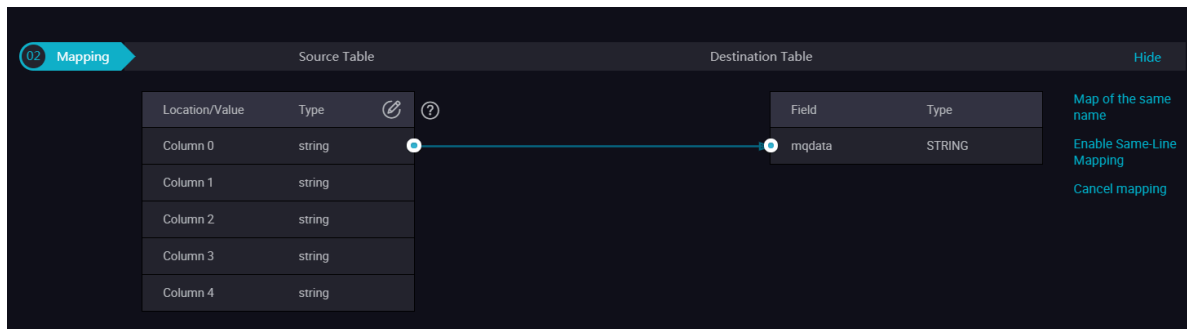 02 Mapping Source Table Destination Table Hide
Location/Value Type Field Type Map of the same
name
Column 0 string mqdata STRING Enable Same-Line
Mapping
Column 1 string Cancel mapping
Column 2 string
Column 3 string
Column 4 string